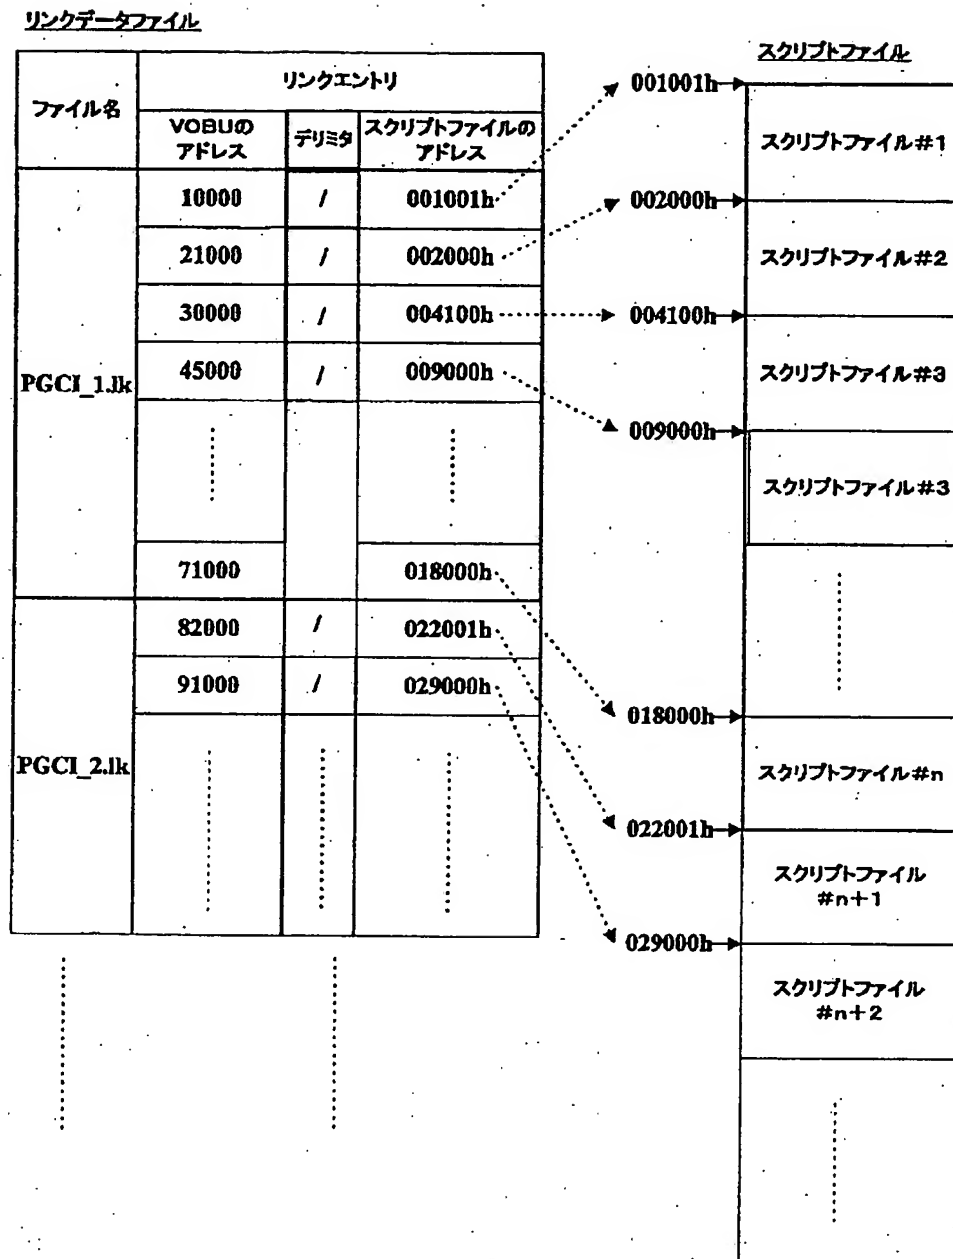 リンクデータファイル
ファイル名
リンクエントリ
VOBUの
アドレス
デリミタ
スクリプトファイルの
アドレス
PGCI_1.lk
10000 / 001001h
21000 / 002000h
30000 / 004100h
45000 / 009000h
71000 018000h
PGCI_2.lk
82000 / 022001h
91000 / 029000h
スクリプトファイル
001001h
スクリプトファイル#1
002000h
スクリプトファイル#2
004100h
スクリプトファイル#3
009000h
スクリプトファイル#3
018000h
スクリプトファイル#n
022001h
スクリプトファイル
#n+1
029000h
スクリプトファイル
#n+2